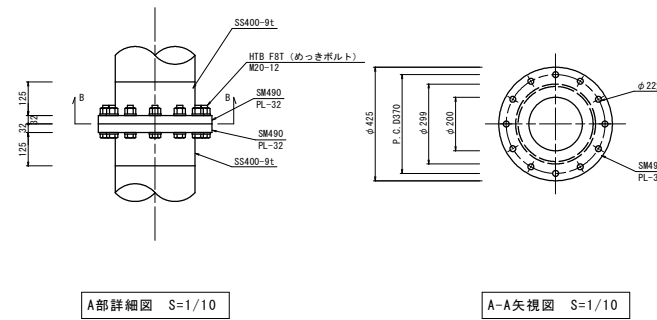 SS400-9t
HTB F8T（めっきボルト）
M20-12
B
B
SM490
PL-32
SM490
PL-32
SS400-9t
125
32
32
125
φ425
P.C.D370
φ299
φ200
φ22
SM49
PL-3
A部詳細図 S=1/10
A-A矢視図 S=1/10